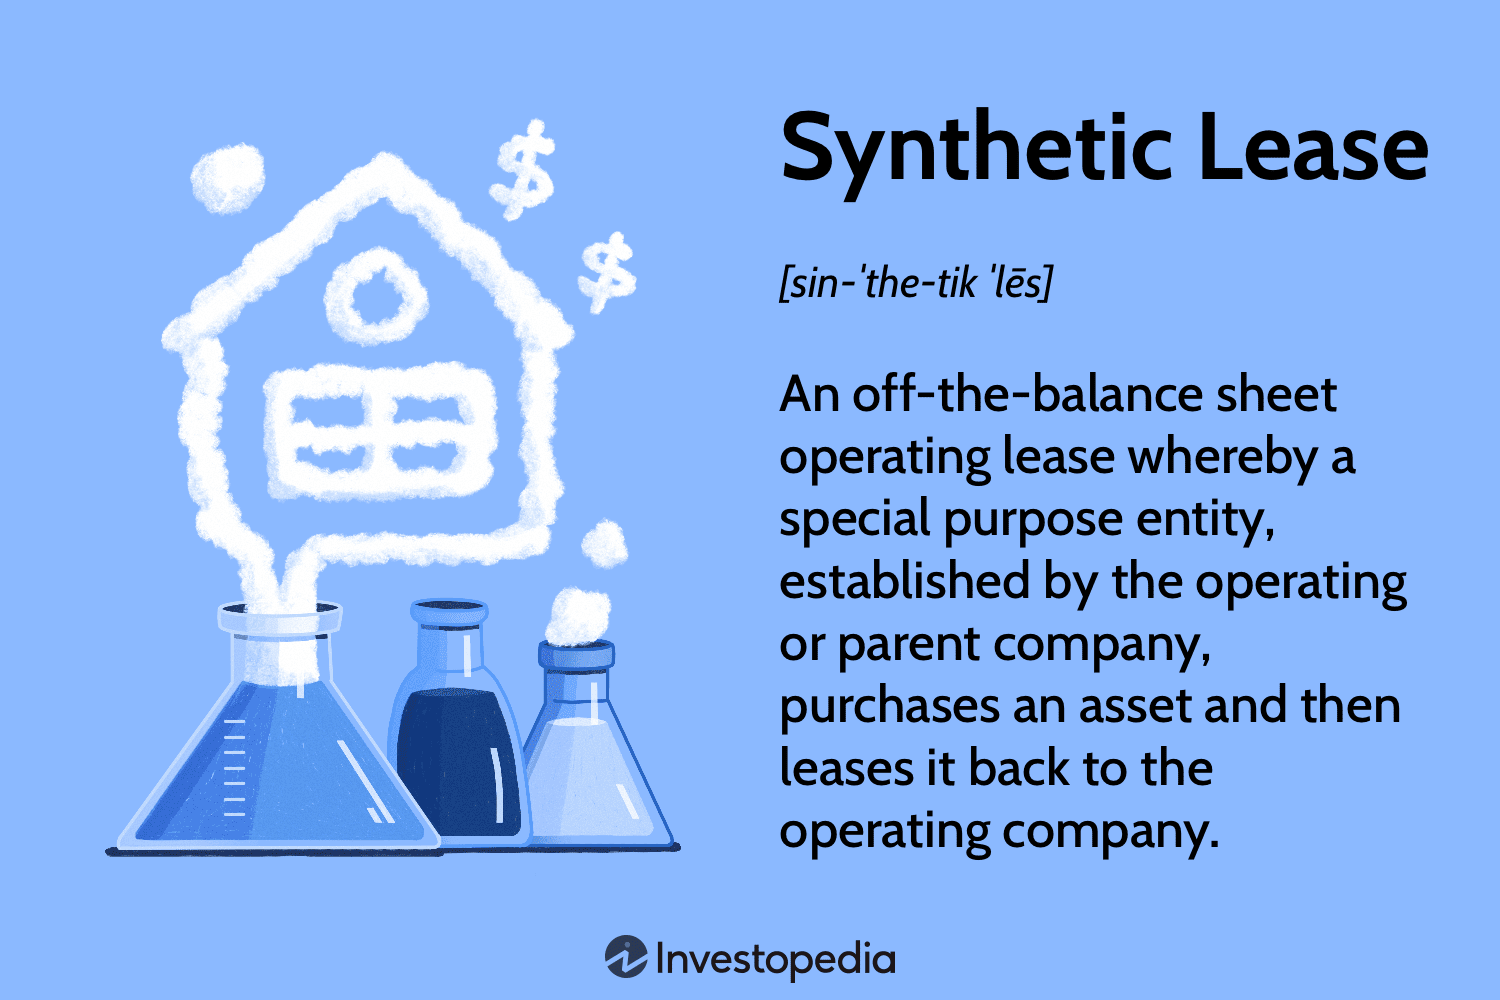 Synthetic Lease
[sin-ˈthe-tik ˈlēs]
An off-the-balance sheet
operating lease whereby a
special purpose entity,
established by the operating
or parent company,
purchases an asset and then
leases it back to the
operating company.
$
$
Investopedia